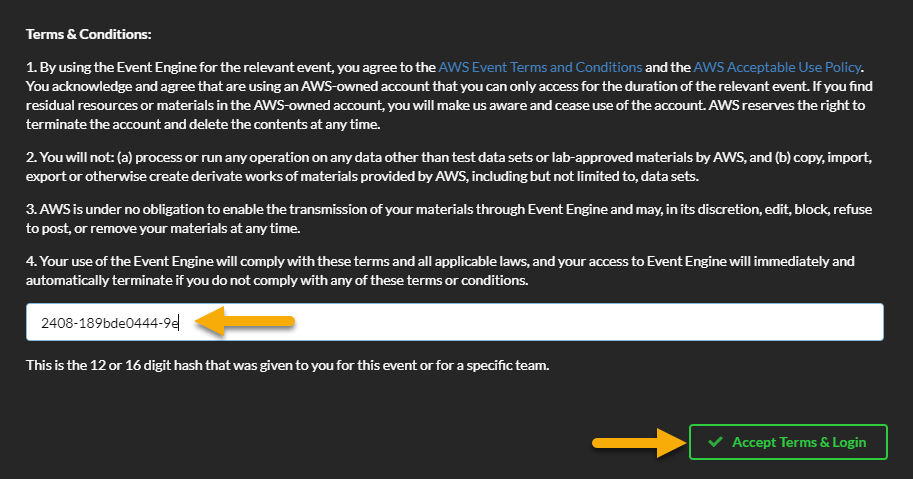 Terms & Conditions:
1. By using the Event Engine for the relevant event, you agree to the AWS Event Terms and Conditions and the AWS Acceptable Use Policy.
You acknowledge and agree that are using an AWS-owned account that you can only access for the duration of the relevant event. If you find
residual resources or materials in the AWS-owned account, you will make us aware and cease use of the account. AWS reserves the right to
terminate the account and delete the contents at any time.
2. You will not: (a) process or run any operation on any data other than test data sets or lab-approved materials by AWS, and (b) copy, import,
export or otherwise create derivate works of materials provided by AWS, including but not limited to, data sets.
3. AWS is under no obligation to enable the transmission of your materials through Event Engine and may, in its discretion, edit, block, refuse
to post, or remove your materials at any time.
4. Your use of the Event Engine will comply with these terms and all applicable laws, and your access to Event Engine will immediately and
automatically terminate if you do not comply with any of these terms or conditions.
2408-189bde0444-9e
This is the 12 or 16 digit hash that was given to you for this event or for a specific team.
Accept Terms & Login